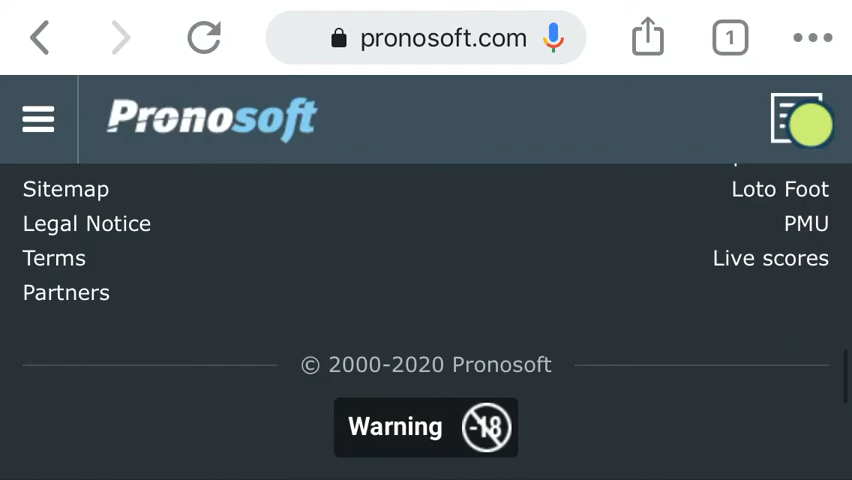 pronosoft.com
1
Pronosoft
Sitemap
Loto Foot
Legal Notice
PMU
Terms
Live scores
Partners
© 2000-2020 Pronosoft
Warning -18